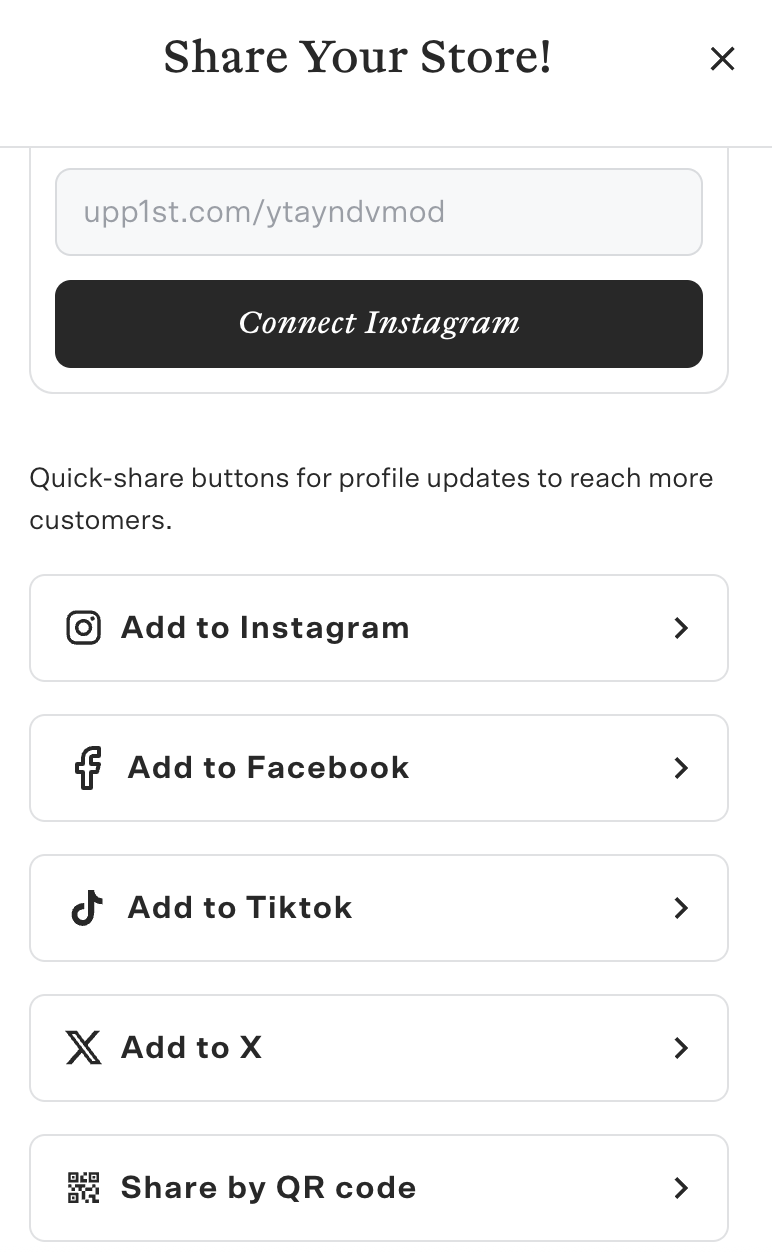 Share Your Store!
upp1st.com/ytayndvmod
Connect Instagram
Quick-share buttons for profile updates to reach more
customers.
Add to Instagram
Add to Facebook
Add to Tiktok
Add to X
Share by QR code